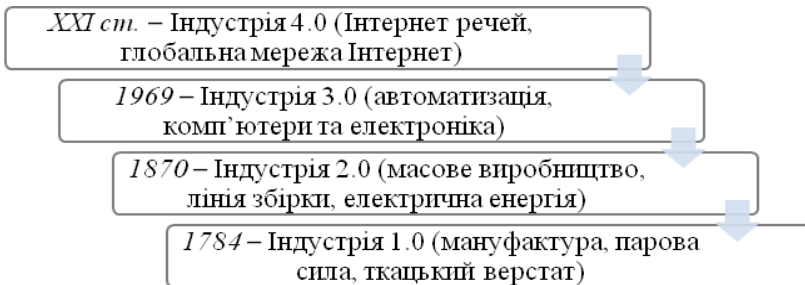 XXI ст. – Індустрія 4.0 (Інтернет речей,
глобальна мережа Інтернет)
1969 – Індустрія 3.0 (автоматизація,
комп’ютери та електроніка)
1870 – Індустрія 2.0 (масове виробництво,
лінія збірки, електрична енергія)
1784 – Індустрія 1.0 (мануфактура, парова
сила, ткацький верстат)